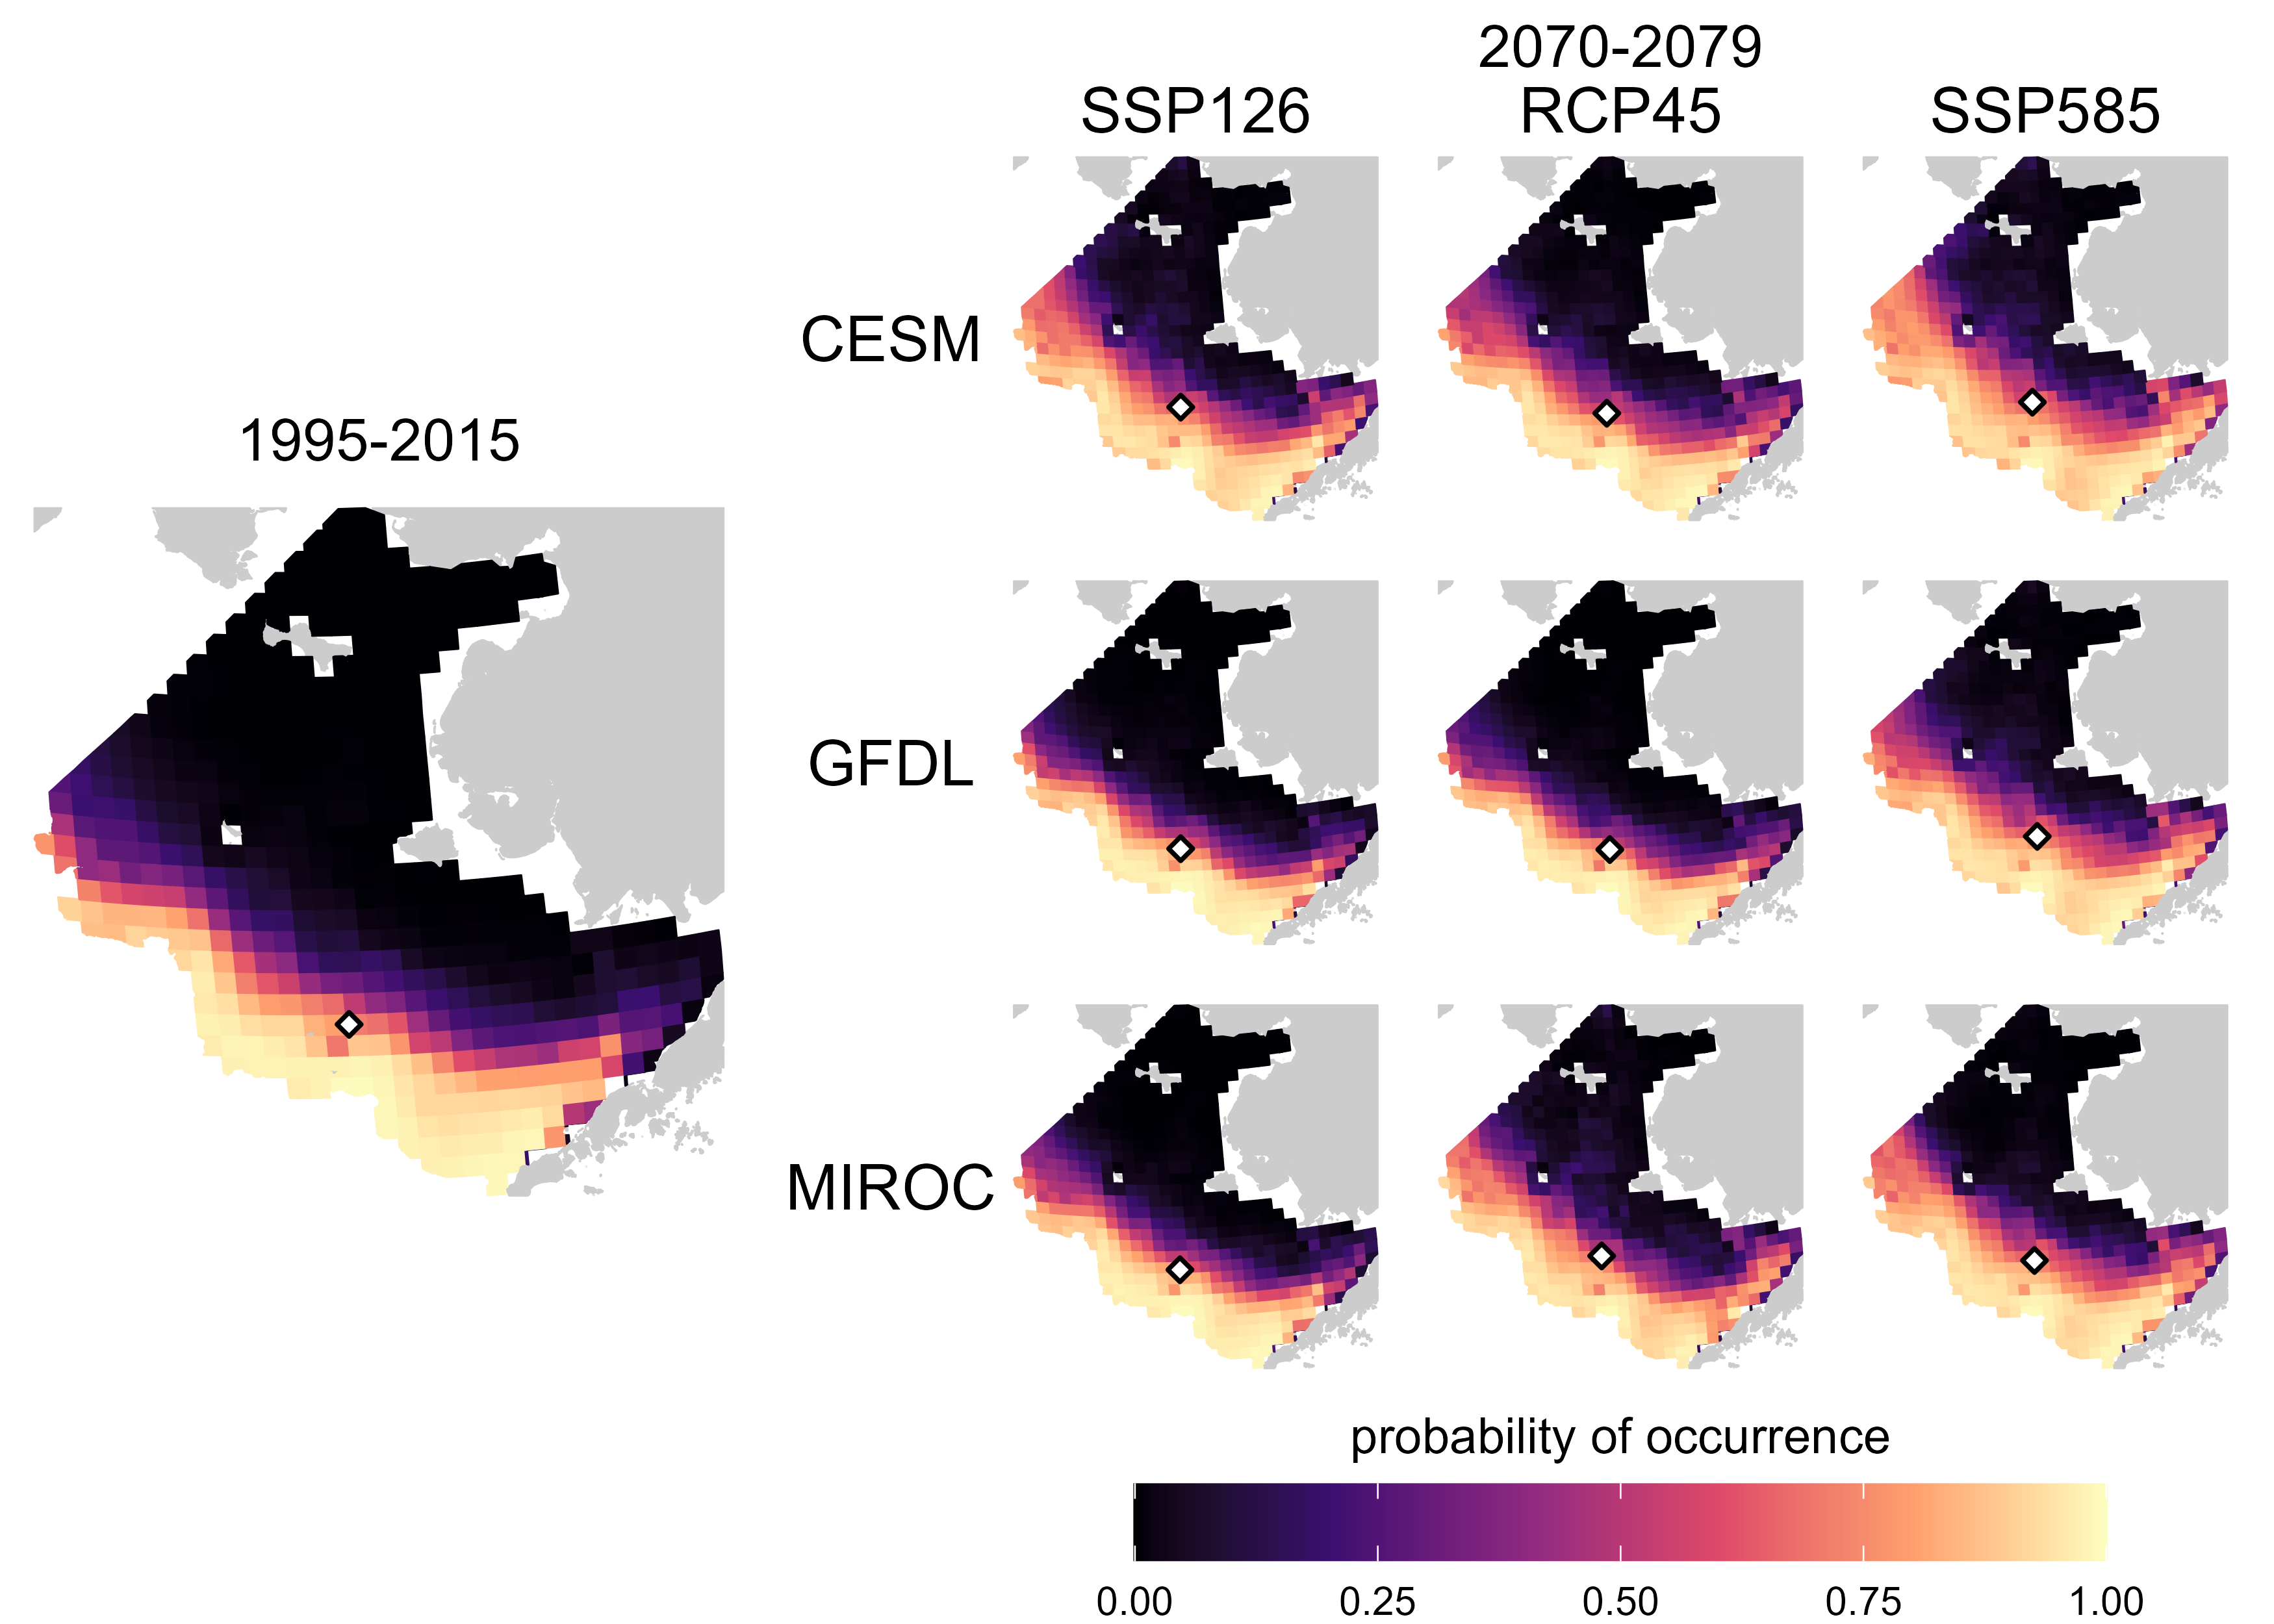 2070-2079
SSP126 RCP45 SSP585
CESM
1995-2015
GFDL
MIROC
probability of occurrence
0.00 0.25 0.50 0.75 1.00